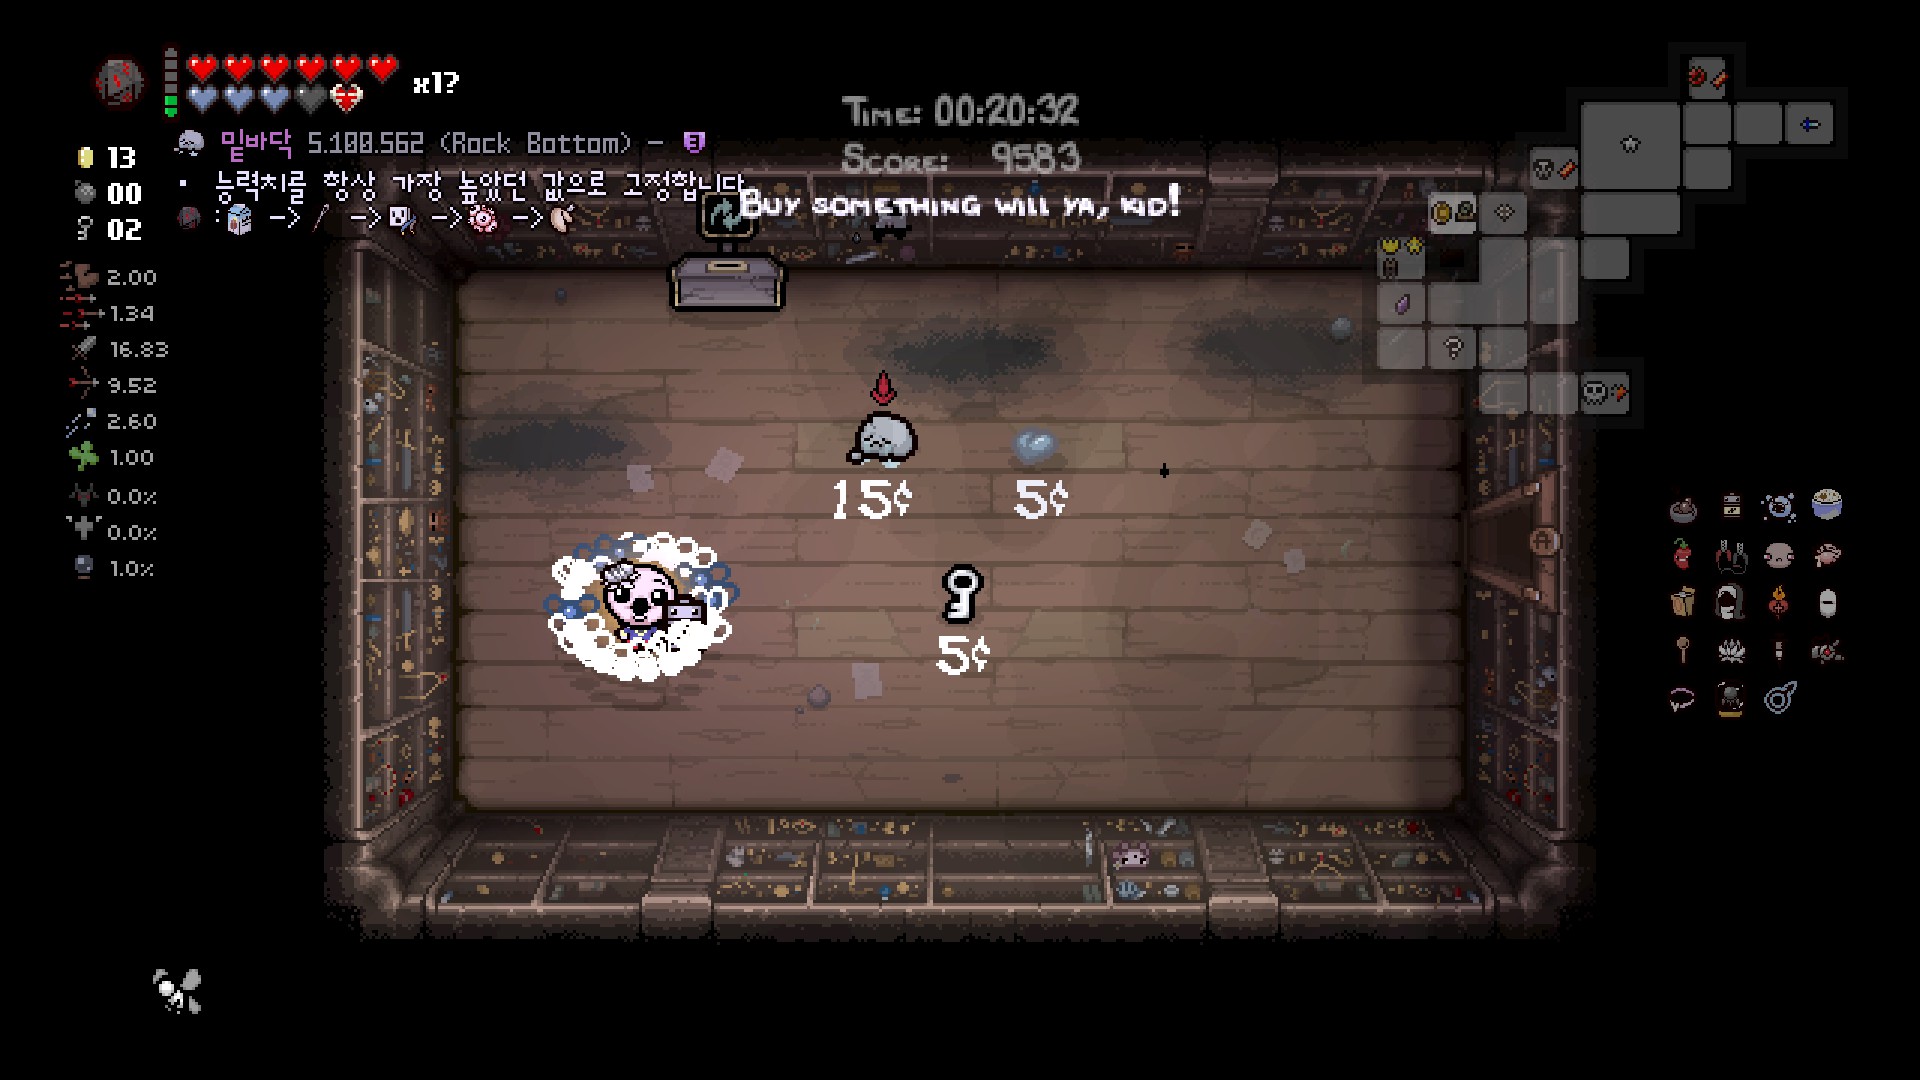 x1?
Time: 00:20:32
Score: 9583
13
00
02
밑바닥 5.100.562 (Rock Bottom) - 3
· 능력치를 항상 가장 높았던 값으로 고정합니다
: -> -> -> ->
Buy something will ya, kid!
2.00
1.34
16.83
9.52
2.60
1.00
0.0%
0.0%
1.0%
15¢
5¢
5¢
?